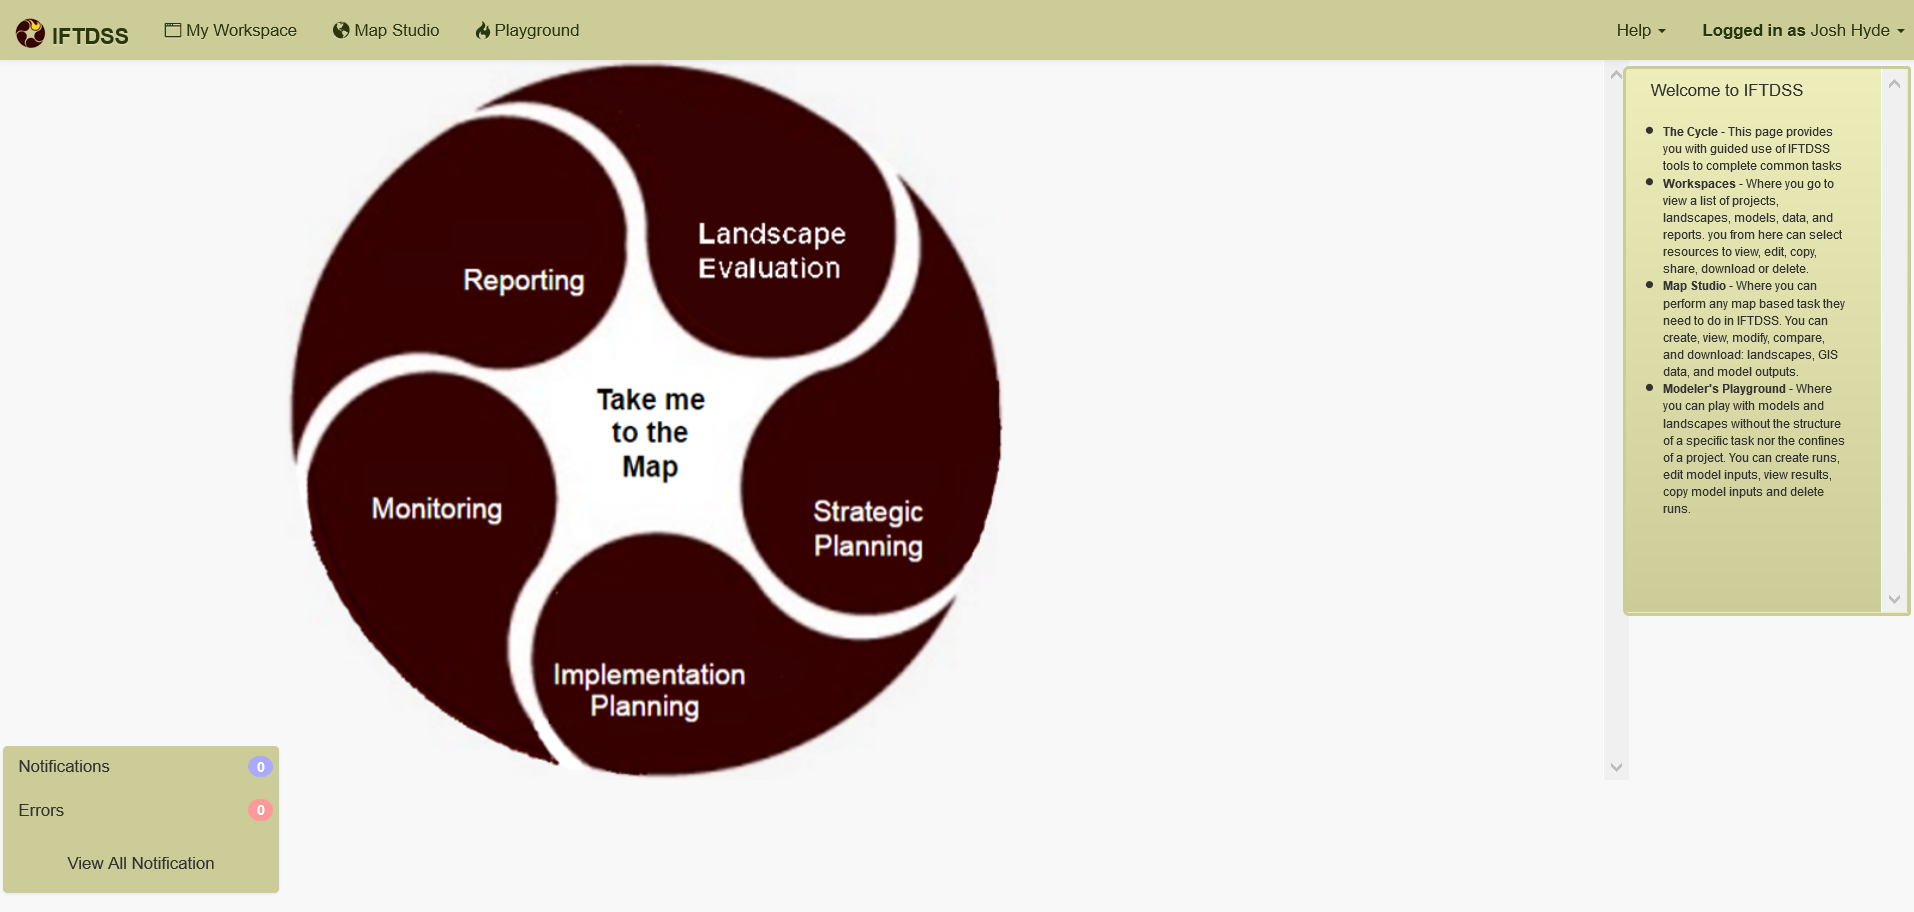 IFTDSS My Workspace Map Studio Playground Help Logged in as Josh Hyde
Landscape
Evaluation
Reporting
Take me
to the
Map
Monitoring
Strategic
Planning
Implementation
Planning
Welcome to IFTDSS
The Cycle - This page provides
you with guided use of IFTDSS
tools to complete common tasks
Workspaces - Where you go to
view a list of projects,
landscapes, models, data, and
reports. you from here can select
resources to view, edit, copy,
share, download or delete.
Map Studio - Where you can
perform any map based task they
need to do in IFTDSS. You can
create, view, modify, compare,
and download: landscapes, GIS
data, and model outputs.
Modeler's Playground - Where
you can play with models and
landscapes without the structure
of a specific task nor the confines
of a project. You can create runs,
edit model inputs, view results,
copy model inputs and delete
runs.
Notifications 0
Errors 0
View All Notification